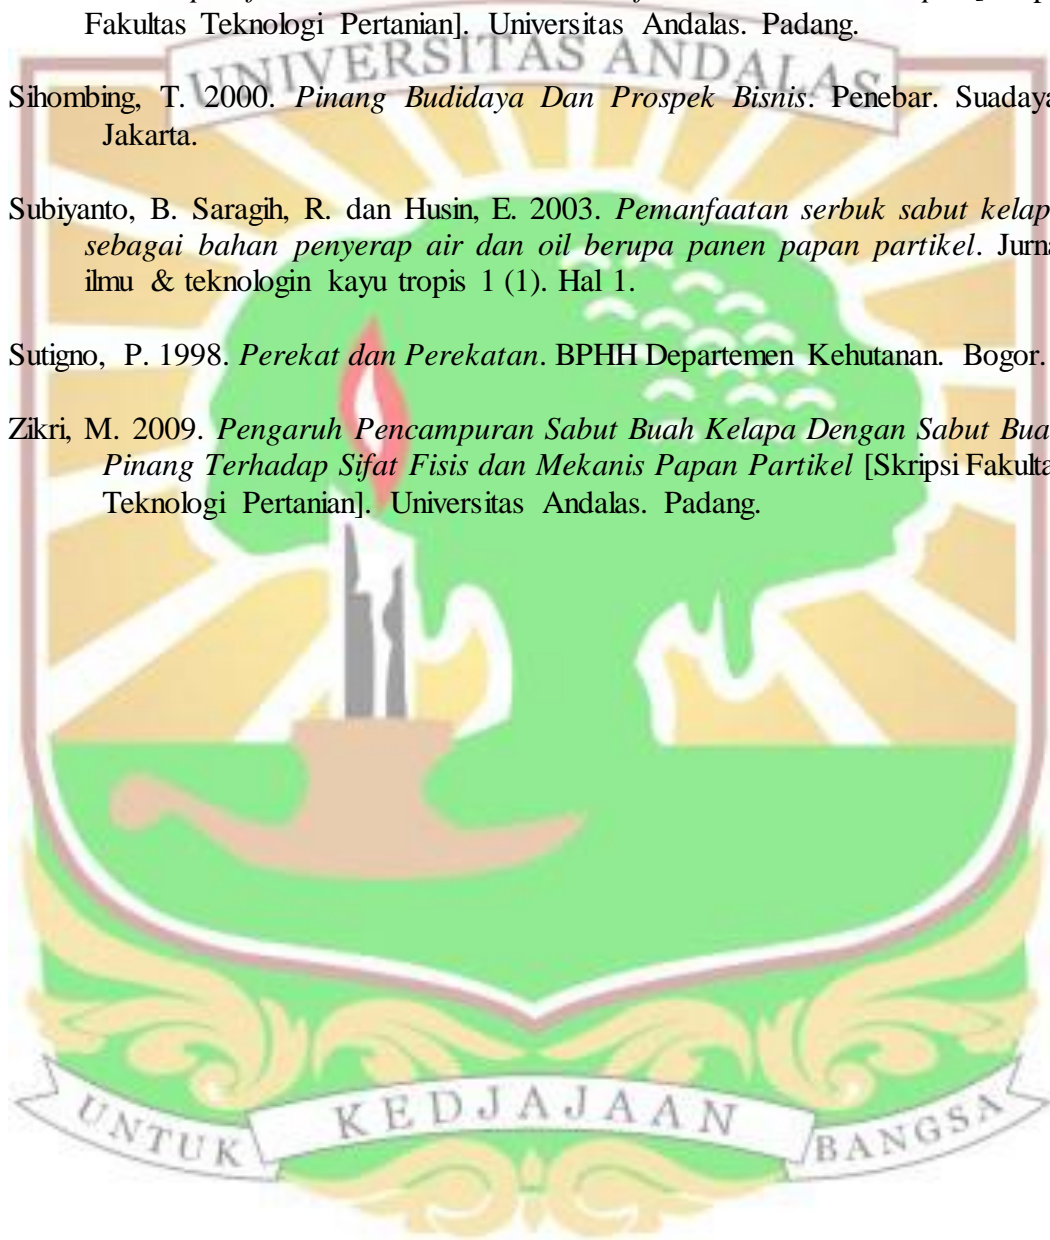 Fakultas Teknologi Pertanian]. Universitas Andalas. Padang.
UNIVERSITAS ANDALAS
Sihombing, T. 2000. Pinang Budidaya Dan Prospek Bisnis. Penebar. Suadaya
Jakarta.
Subiyanto, B. Saragih, R. dan Husin, E. 2003. Pemanfaatan serbuk sabut kelap
sebagai bahan penyerap air dan oil berupa panen papan partikel. Jurna
ilmu & teknologin kayu tropis 1 (1). Hal 1.
Sutigno, P. 1998. Perekat dan Perekatan. BPHH Departemen Kehutanan. Bogor.
Zikri, M. 2009. Pengaruh Pencampuran Sabut Buah Kelapa Dengan Sabut Bua
Pinang Terhadap Sifat Fisis dan Mekanis Papan Partikel [Skripsi Fakulta
Teknologi Pertanian]. Universitas Andalas. Padang.
UNTUK KEDJAJAAN BANGSA